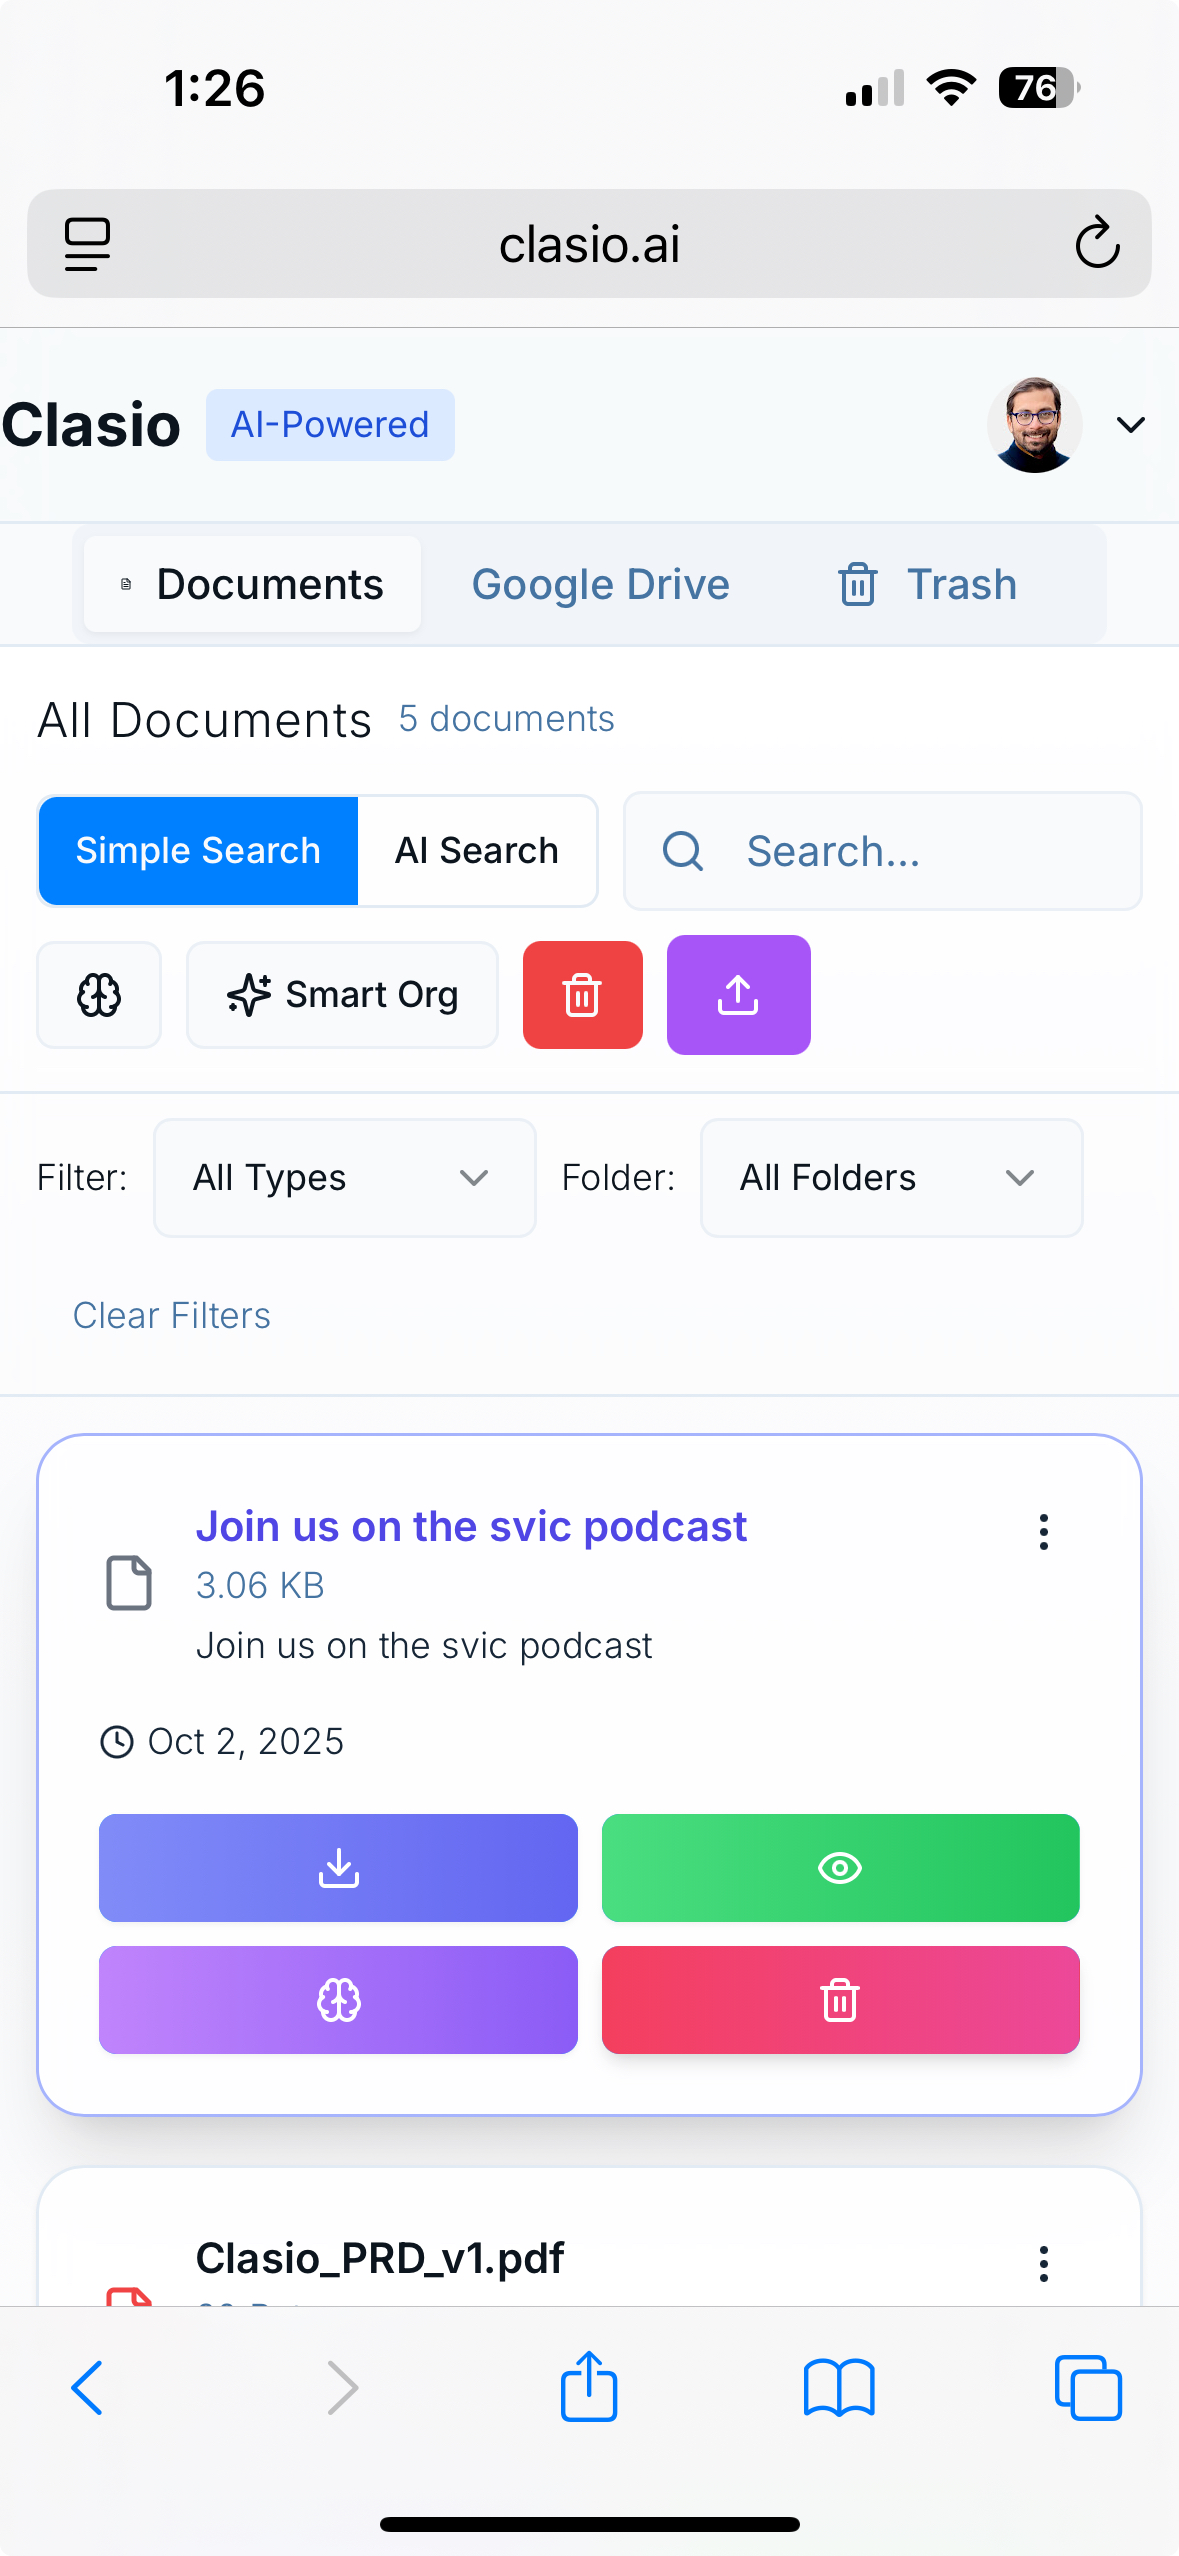 1:26
76
clasio.ai
Clasio AI-Powered
Documents Google Drive Trash
All Documents 5 documents
Simple Search AI Search Search...
Smart Org
Filter: All Types Folder: All Folders
Clear Filters
Join us on the svic podcast
3.06 KB
Join us on the svic podcast
Oct 2, 2025
Clasio_PRD_v1.pdf